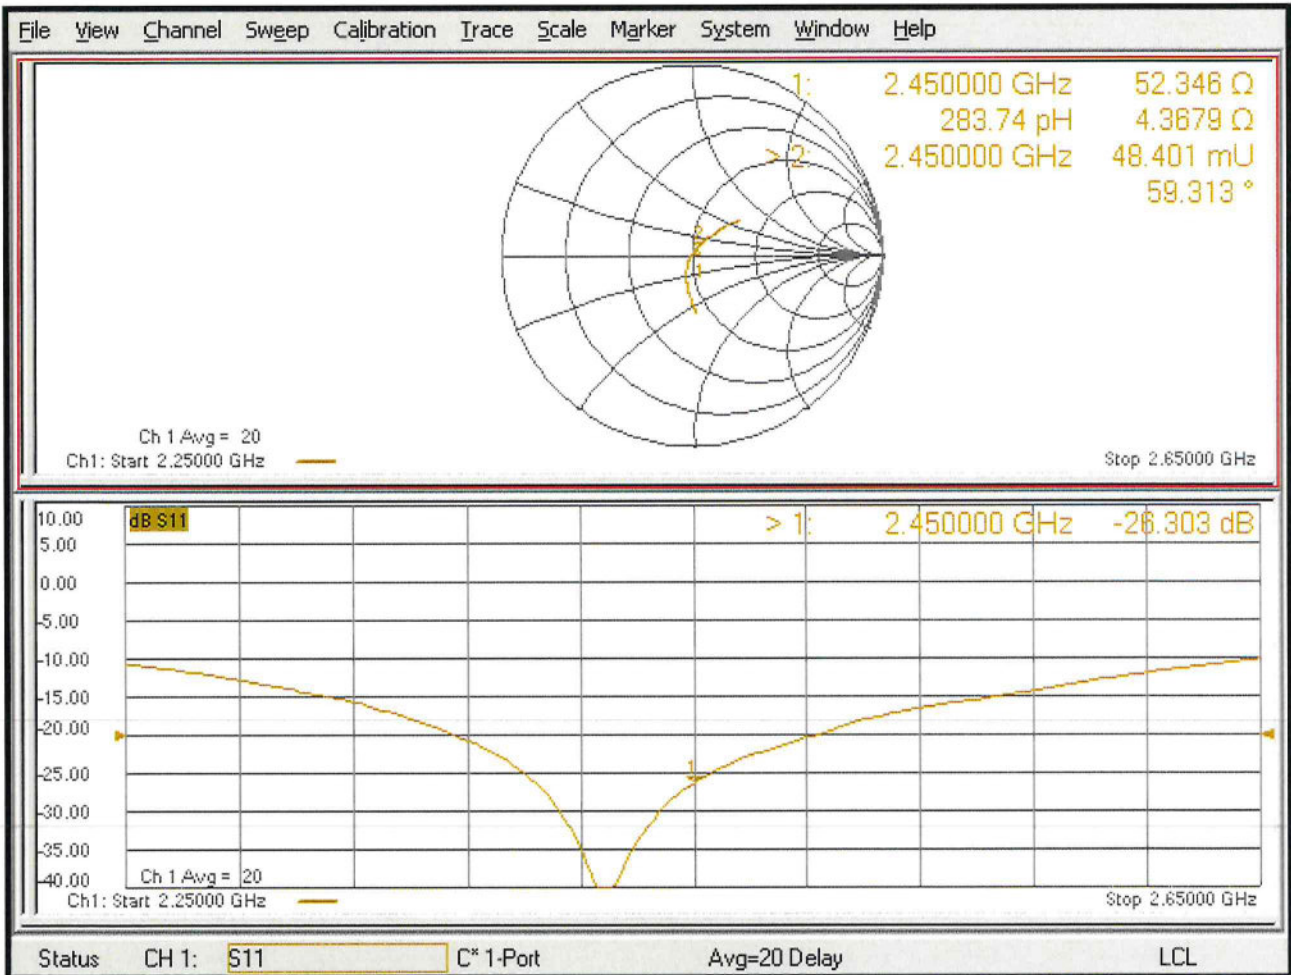 File View Channel Sweep Calibration Trace Scale Marker System Window Help
1: 2.450000 GHz 52.346 Ω
283.74 pH 4.3679 Ω
> 2: 2.450000 GHz 48.401 mU
59.313 °
2
1
Ch 1 Avg = 20
Ch1: Start 2.25000 GHz
Stop 2.65000 GHz
10.00
dB S11
> 1: 2.450000 GHz -26.303 dB
5.00
0.00
-5.00
-10.00
-15.00
-20.00
-25.00
1
-30.00
-35.00
-40.00
Ch 1 Avg = 20
Ch1: Start 2.25000 GHz
Stop 2.65000 GHz
Status CH 1: S11 C* 1-Port Avg=20 Delay LCL